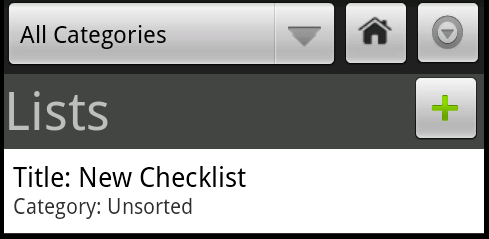 All Categories
Lists
Title: New Checklist
Category: Unsorted